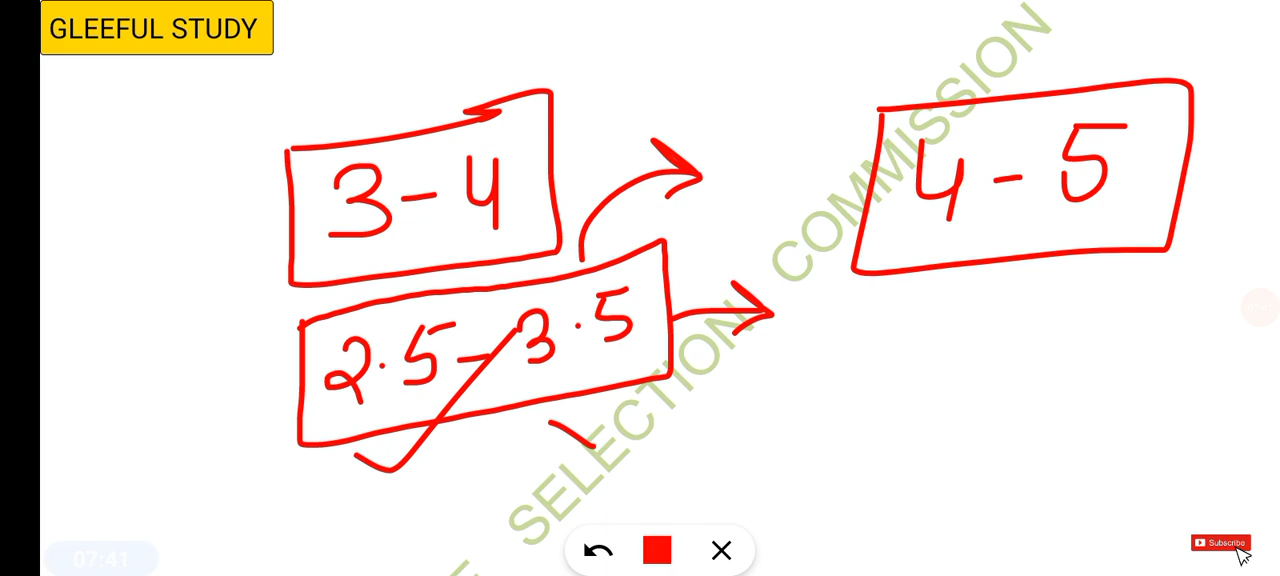 GLEEFUL STUDY
3-4
4-5
2.5-3.5
SELECTION COMMISSION
07:41
Subscribe